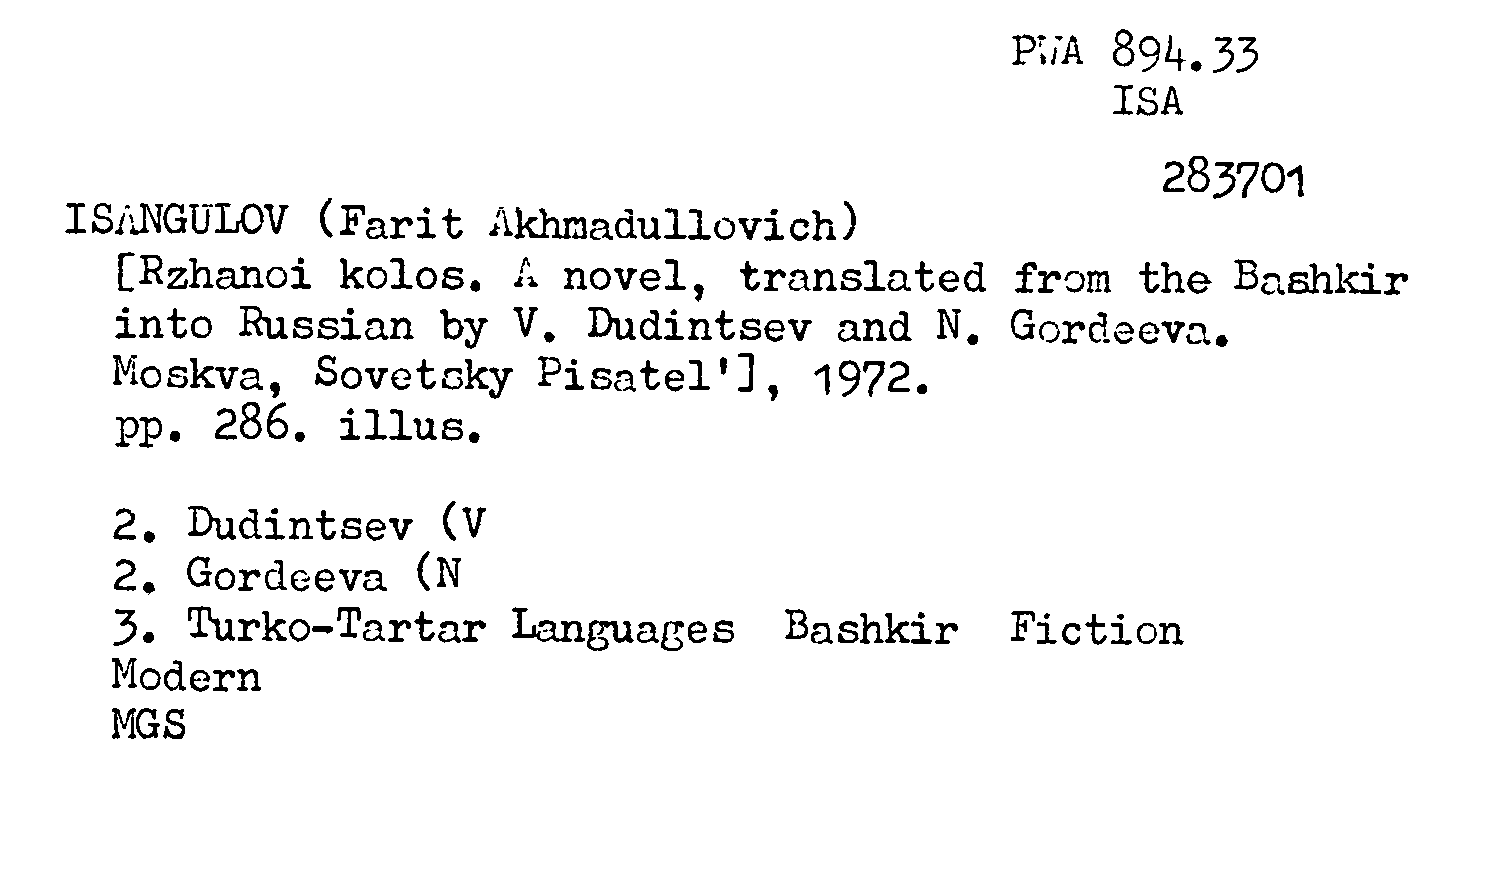 PWA 894.33
ISA
283701
ISANGULOV (Farit Akhmadullovich)
[Rzhanoi kolos. A novel, translated from the Bashkir
into Russian by V. Dudintsev and N. Gordeeva.
Moskva, Sovetsky Pisatel'], 1972.
pp. 286. illus.
2. Dudintsev (V
2. Gordeeva (N
3. Turko-Tartar Languages Bashkir Fiction
Modern
MGS